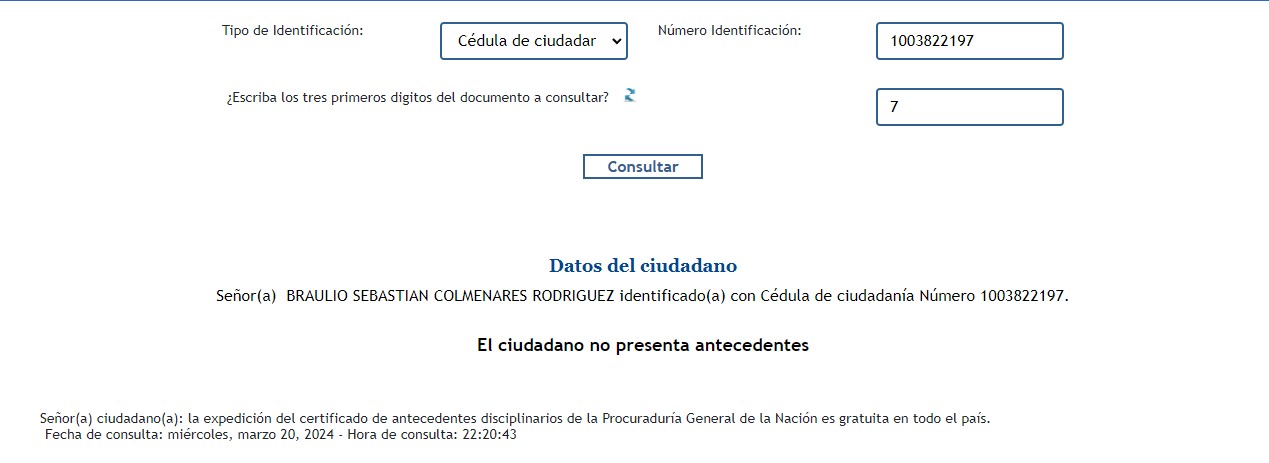 Tipo de Identificación: Cédula de ciudadar Número Identificación: 1003822197
¿Escriba los tres primeros digitos del documento a consultar? 7
Consultar
Datos del ciudadano
Señor(a) BRAULIO SEBASTIAN COLMENARES RODRIGUEZ identificado(a) con Cédula de ciudadanía Número 1003822197.
El ciudadano no presenta antecedentes
Señor(a) ciudadano(a): la expedición del certificado de antecedentes disciplinarios de la Procuraduría General de la Nación es gratuita en todo el país.
Fecha de consulta: miércoles, marzo 20, 2024 - Hora de consulta: 22:20:43